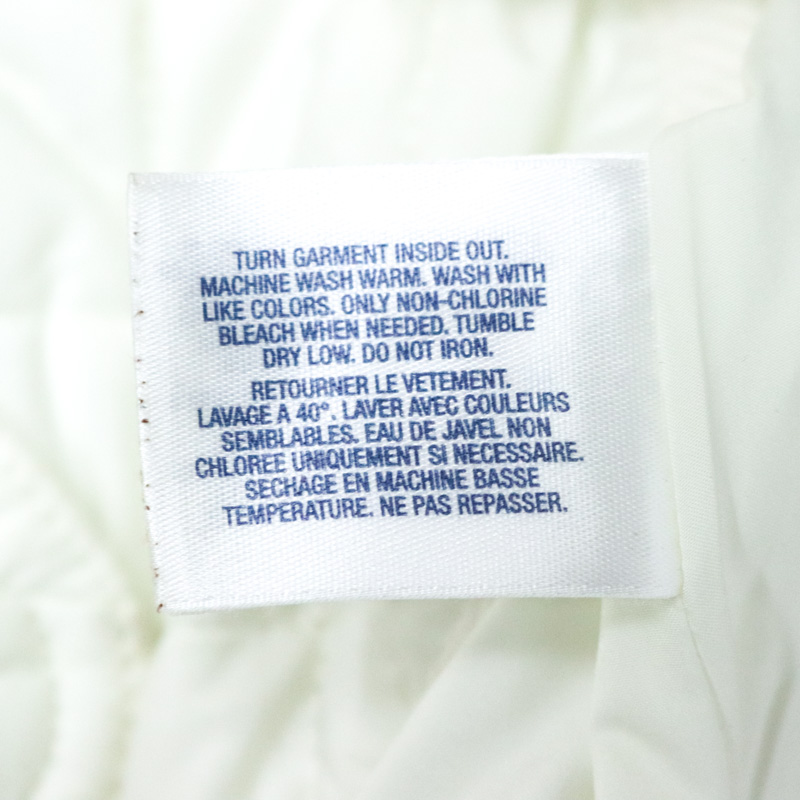 TURN GARMENT INSIDE OUT.
MACHINE WASH WARM. WASH WITH
LIKE COLORS. ONLY NON-CHLORINE
BLEACH WHEN NEEDED. TUMBLE
DRY LOW. DO NOT IRON.
RETOURNER LE VETEMENT.
LAVAGE A 40°. LAVER AVEC COULEURS
SEMBLABLES. EAU DE JAVEL NON
CHLOREE UNIQUEMENT SI NECESSAIRE.
SECHAGE EN MACHINE BASSE
TEMPERATURE. NE PAS REPASSER.